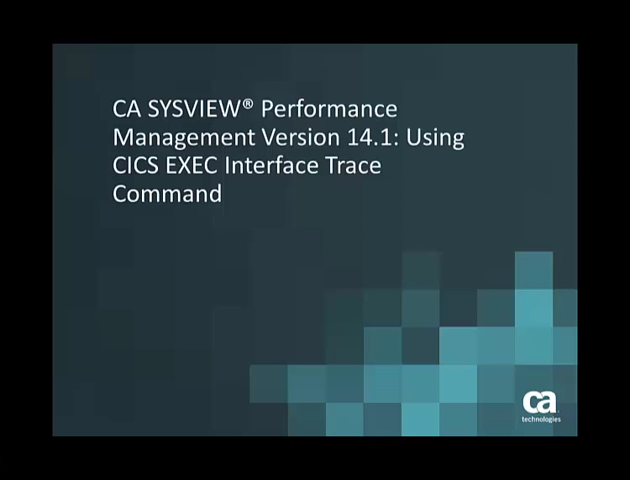 CA SYSVIEW® Performance
Management Version 14.1: Using
CICS EXEC Interface Trace
Command
ca
technologies